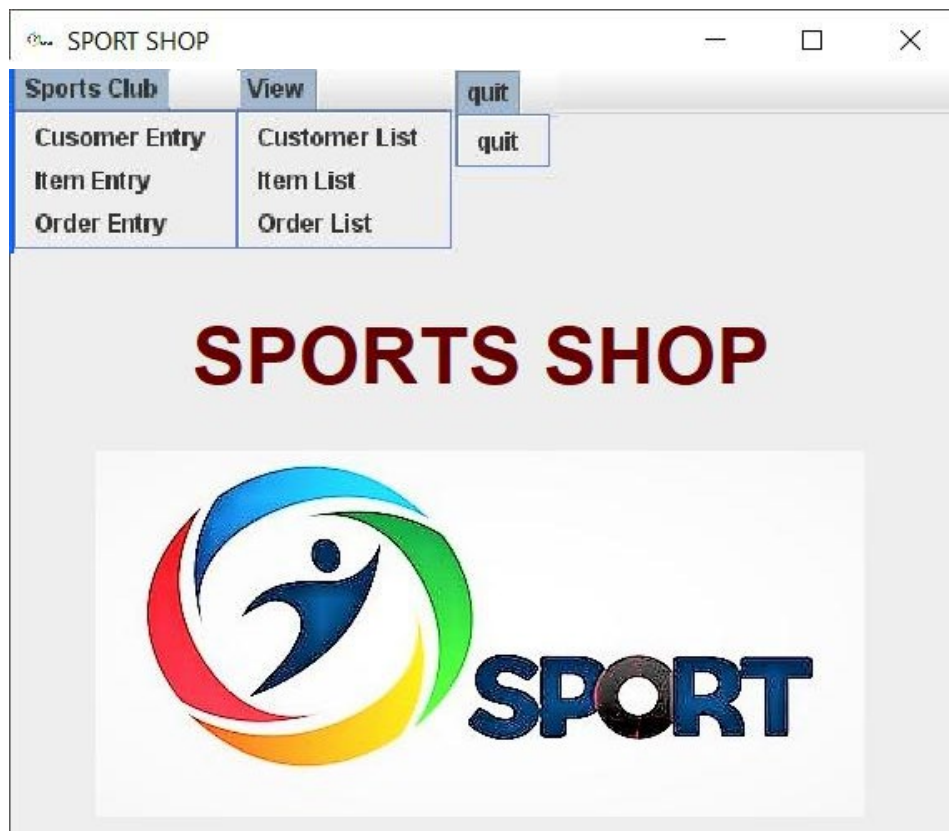 SPORT SHOP
Sports Club View quit
Cusomer Entry Customer List quit
Item Entry Item List
Order Entry Order List
SPORTS SHOP
SPORT